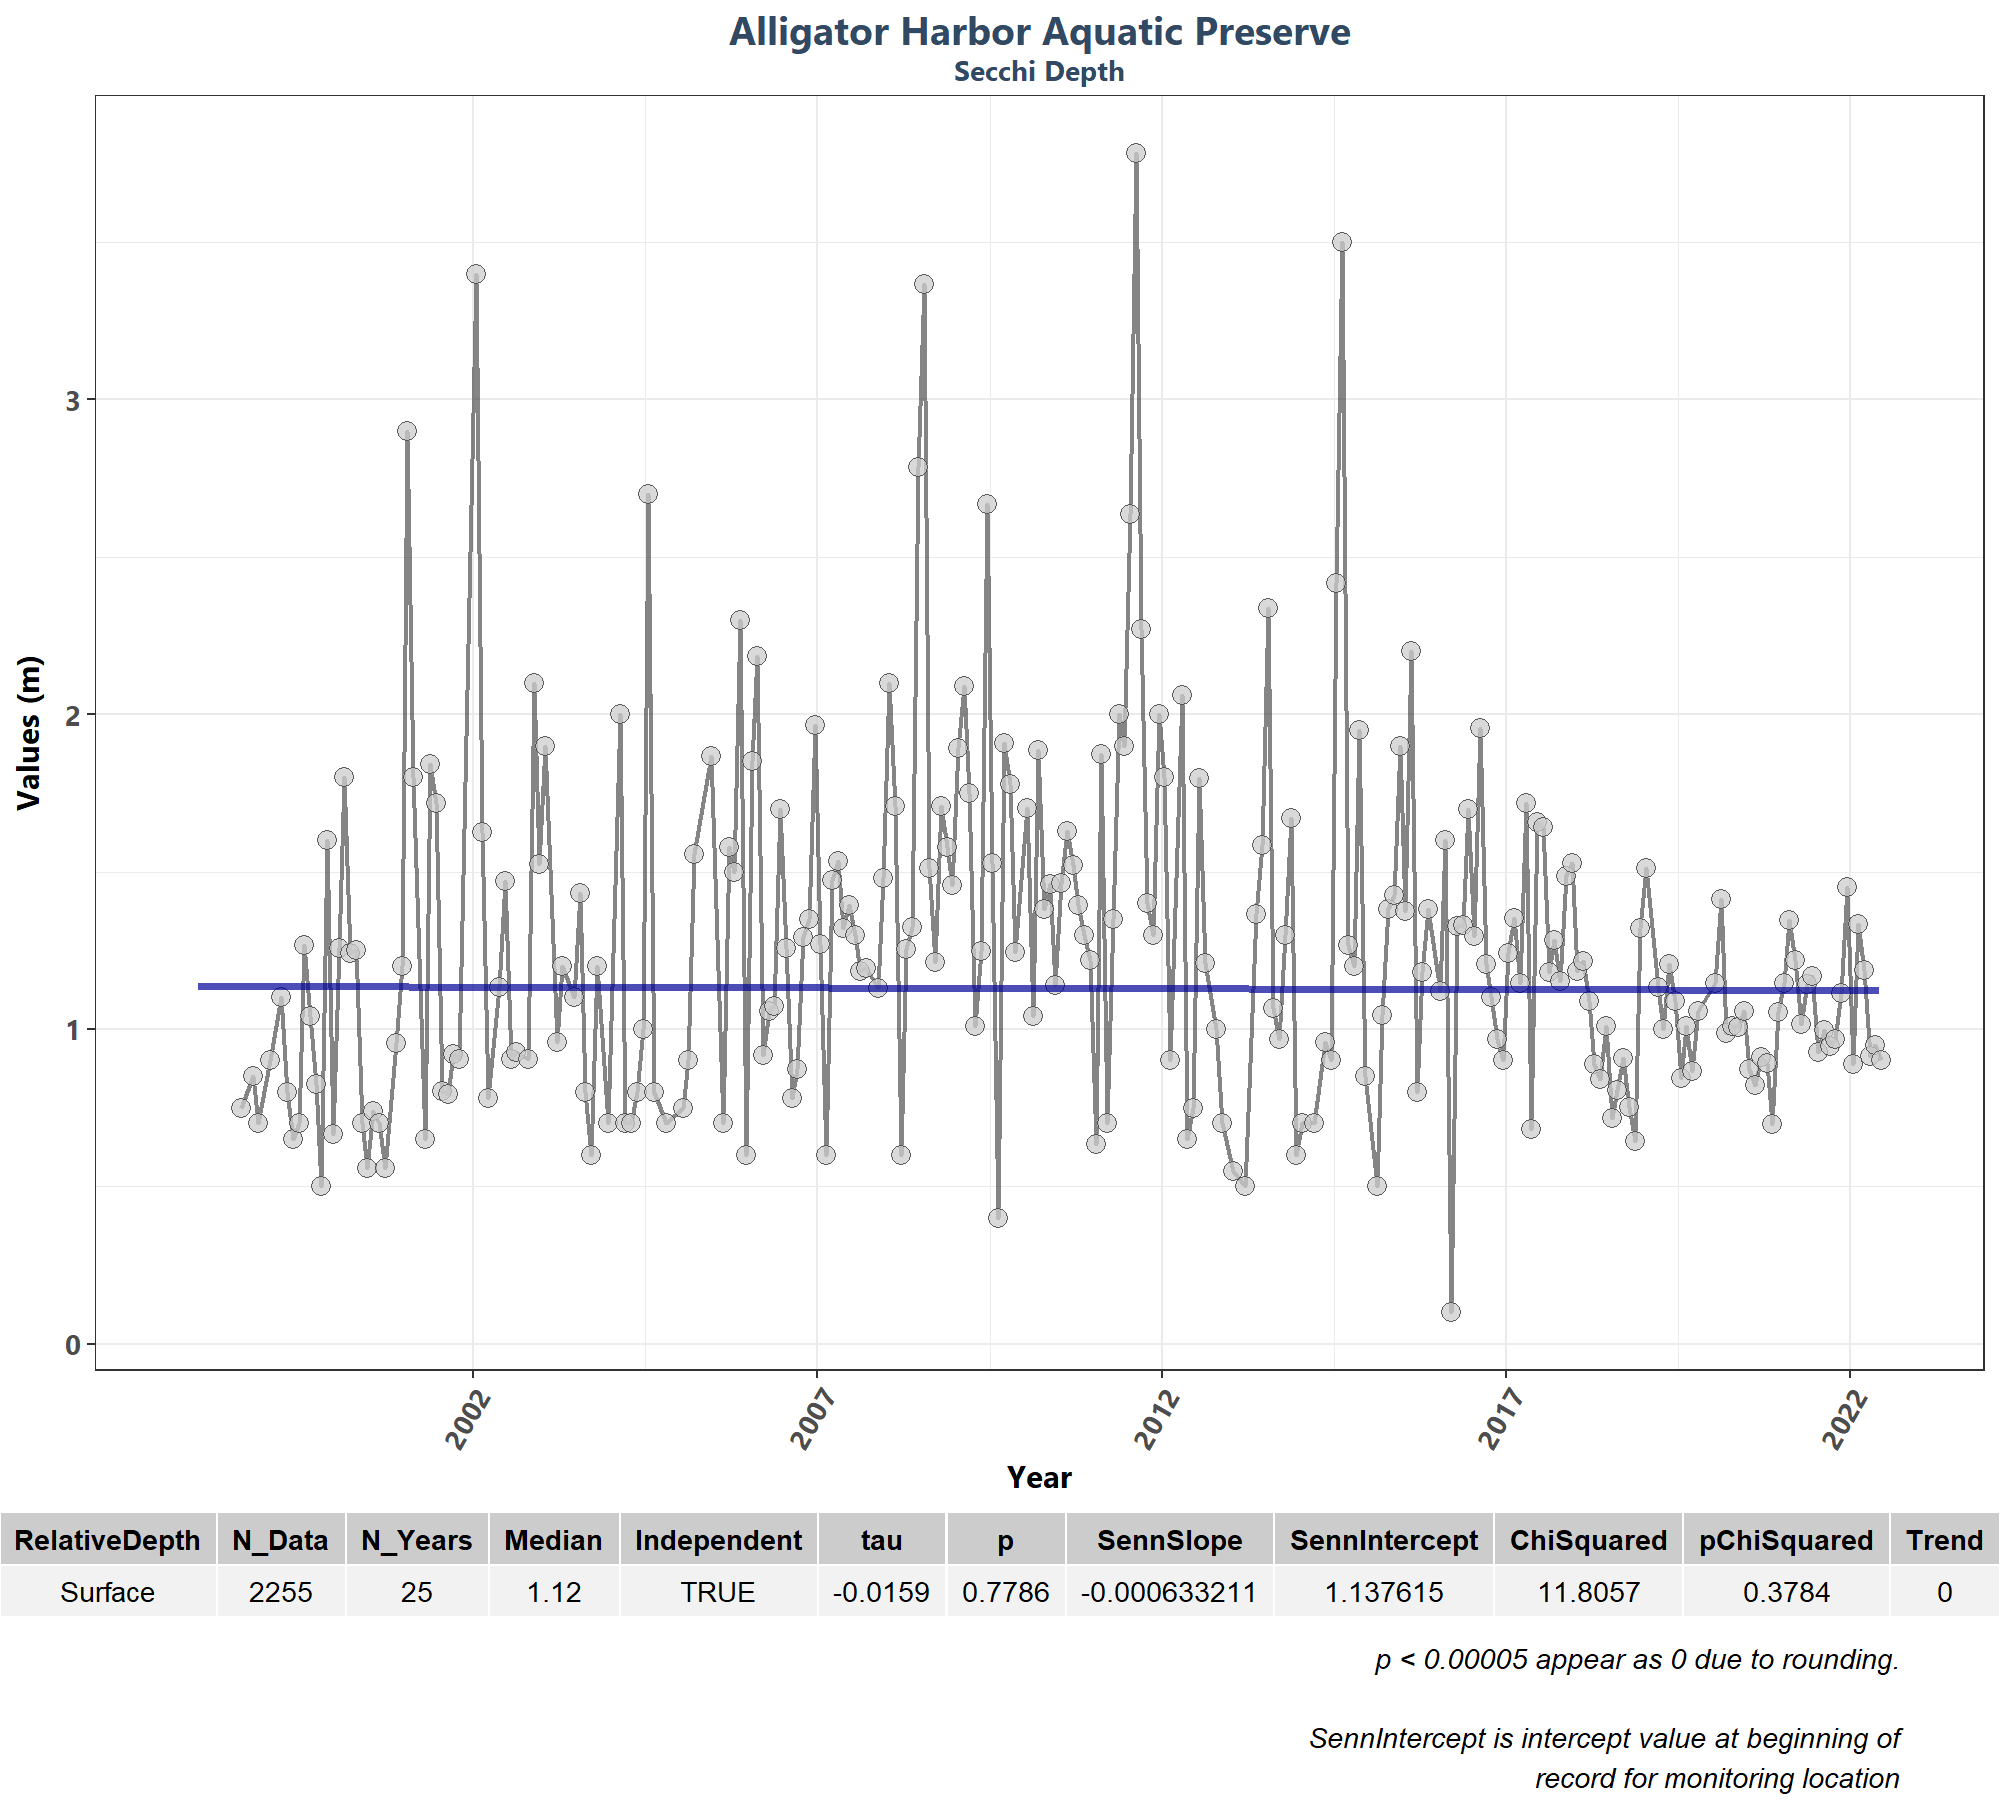 Alligator Harbor Aquatic Preserve
Secchi Depth
Values (m)
3
2
1
0
2002 2007 2012 2017 2022
Year
RelativeDepth N_Data N_Years Median Independent tau p SennSlope SennIntercept ChiSquared pChiSquared Trend
Surface 2255 25 1.12 TRUE -0.0159 0.7786 -0.000633211 1.137615 11.8057 0.3784 0
p < 0.00005 appear as 0 due to rounding.
SennIntercept is intercept value at beginning of
record for monitoring location